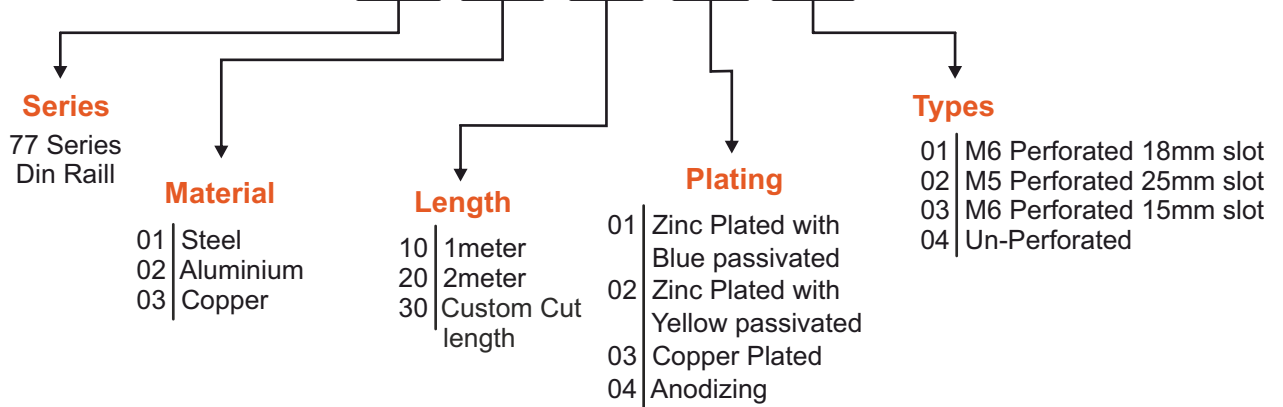 Series
77 Series
Din Raill
Material
01 Steel
02 Aluminium
03 Copper
Length
10 1meter
20 2meter
30 Custom Cut
length
Plating
01 Zinc Plated with
Blue passivated
02 Zinc Plated with
Yellow passivated
03 Copper Plated
04 Anodizing
Types
01 M6 Perforated 18mm slot
02 M5 Perforated 25mm slot
03 M6 Perforated 15mm slot
04 Un-Perforated